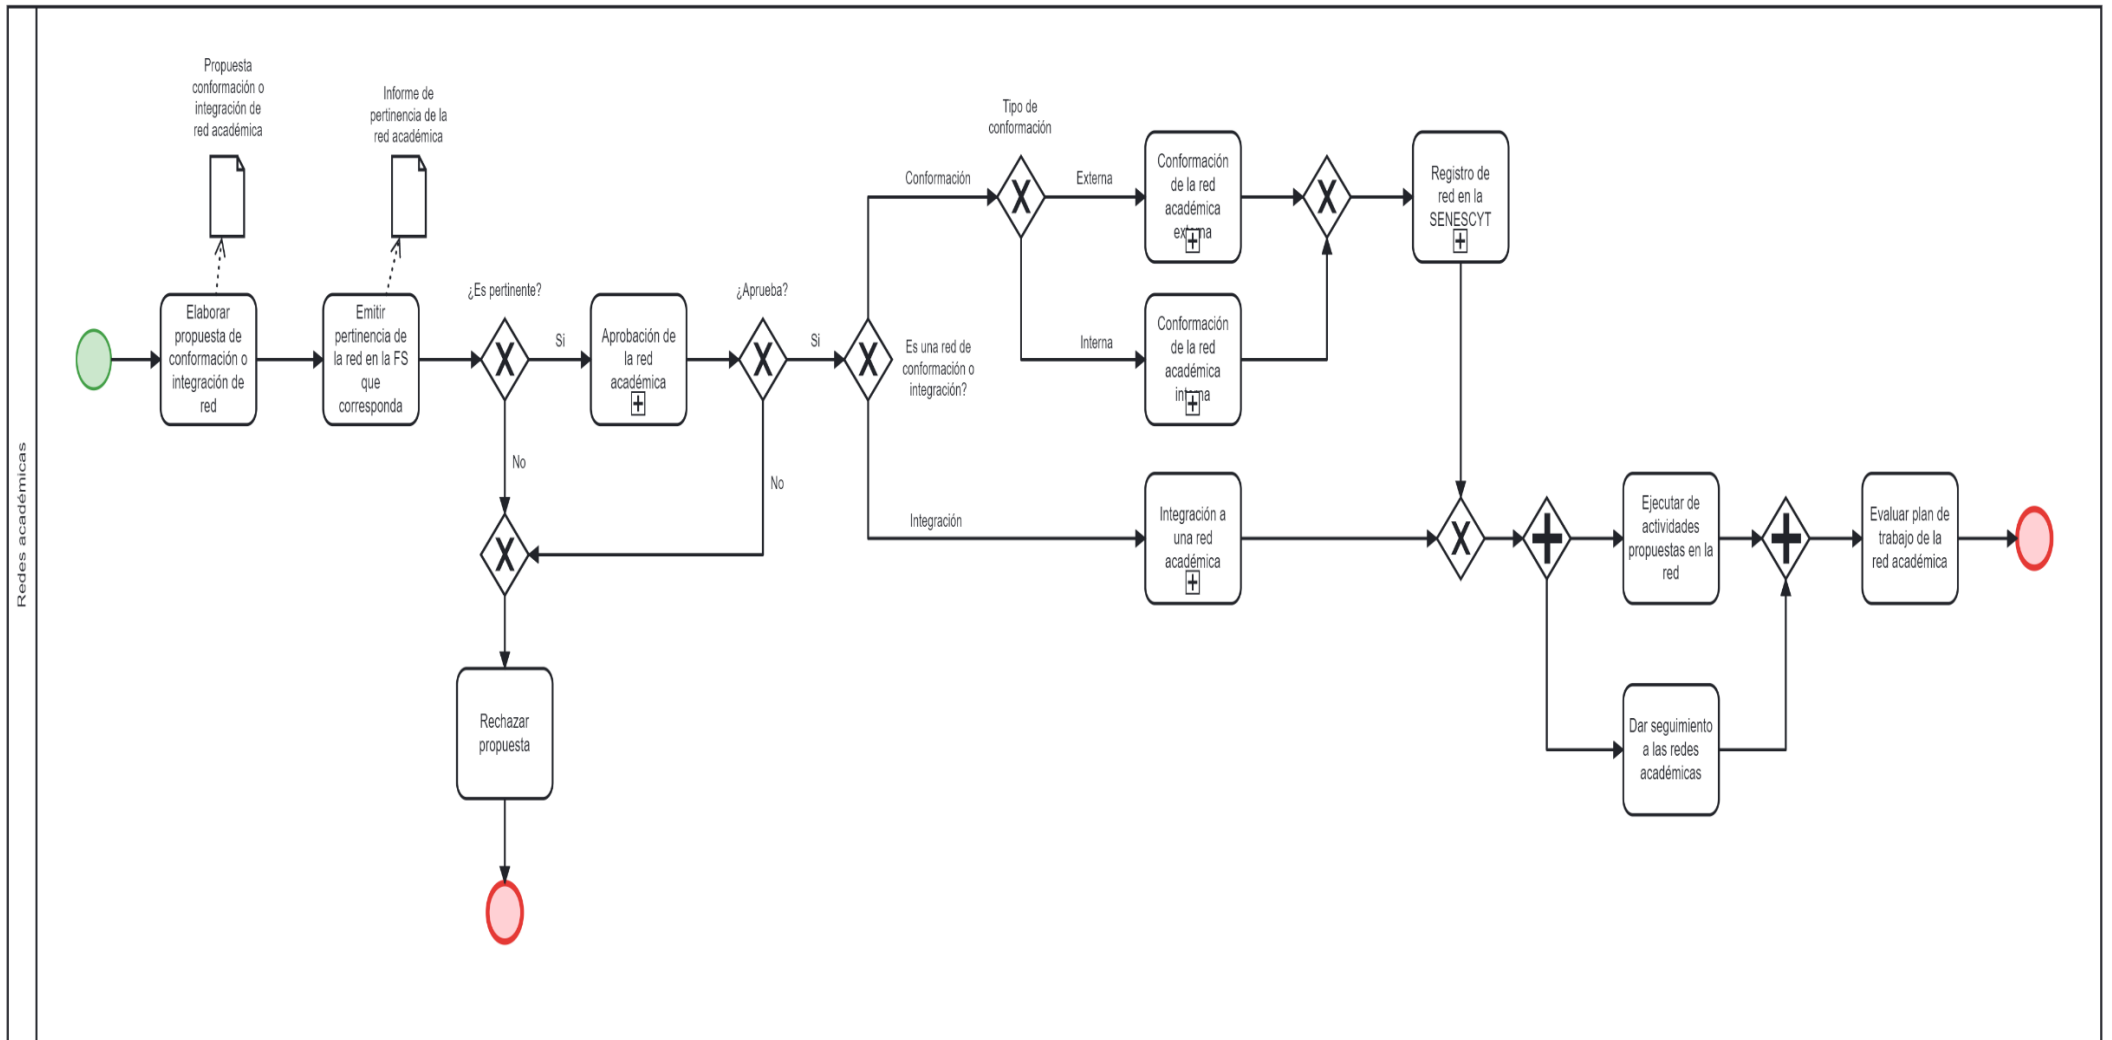 Redes académicas
Propuesta
conformación o
integración de
red académica
Informe de
pertinencia de la
red académica
Elaborar
propuesta de
conformación o
integración de
red
Emitir
pertinencia de
la red en la FS
que
corresponda
¿Es pertinente?
Si
No
Aprobación de
la red
académica
¿Aprueba?
Si
No
Es una red de
conformación o
integración?
Conformación
Integración
Tipo de
conformación
Externa
Interna
Conformación
de la red
académica
externa
Conformación
de la red
académica
interna
Registro de
red en la
SENESCYT
Integración a
una red
académica
Ejecutar de
actividades
propuestas en la
red
Dar seguimiento
a las redes
académicas
Evaluar plan de
trabajo de la
red académica
Rechazar
propuesta